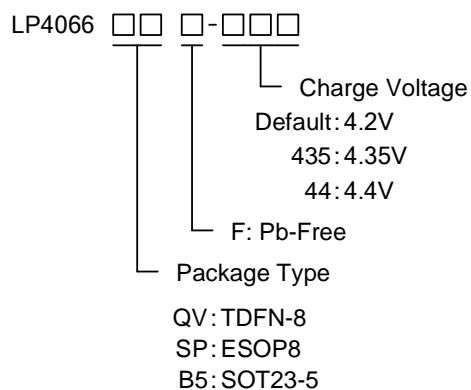 LP4066 □□ □-□□□
Charge Voltage
Default: 4.2V
435: 4.35V
44: 4.4V
F: Pb-Free
Package Type
QV: TDFN-8
SP: ESOP8
B5: SOT23-5